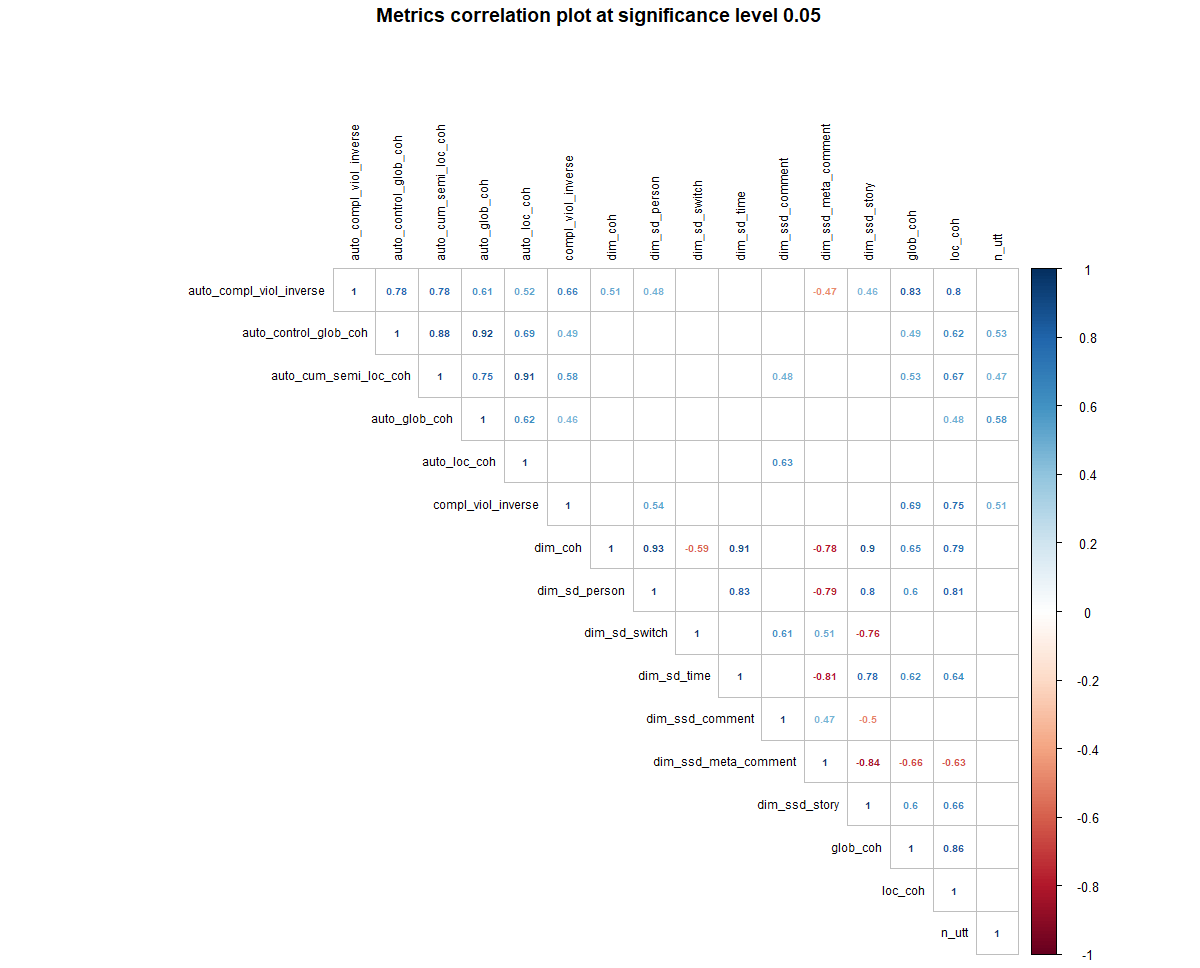 Metrics correlation plot at significance level 0.05
auto_compl_viol_inverse
auto_control_glob_coh
auto_cum_semi_loc_coh
auto_glob_coh
auto_loc_coh
compl_viol_inverse
dim_coh
dim_sd_person
dim_sd_switch
dim_sd_time
dim_ssd_comment
dim_ssd_meta_comment
dim_ssd_story
glob_coh
loc_coh
n_utt
auto_compl_viol_inverse 1 0.78 0.78 0.61 0.52 0.66 0.51 0.48 -0.47 0.46 0.83 0.8
auto_control_glob_coh 1 0.88 0.92 0.69 0.49 0.49 0.62 0.53
auto_cum_semi_loc_coh 1 0.75 0.91 0.58 0.48 0.53 0.67 0.47
auto_glob_coh 1 0.62 0.46 0.48 0.58
auto_loc_coh 1 0.63
compl_viol_inverse 1 0.54 0.69 0.75 0.51
dim_coh 1 0.93 -0.59 0.91 -0.78 0.9 0.65 0.79
dim_sd_person 1 0.83 -0.79 0.8 0.6 0.81
dim_sd_switch 1 0.61 0.51 -0.76
dim_sd_time 1 -0.81 0.78 0.62 0.64
dim_ssd_comment 1 0.47 -0.5
dim_ssd_meta_comment 1 -0.84 -0.66 -0.63
dim_ssd_story 1 0.6 0.66
glob_coh 1 0.86
loc_coh 1
n_utt 1
1
0.8
0.6
0.4
0.2
0
-0.2
-0.4
-0.6
-0.8
-1